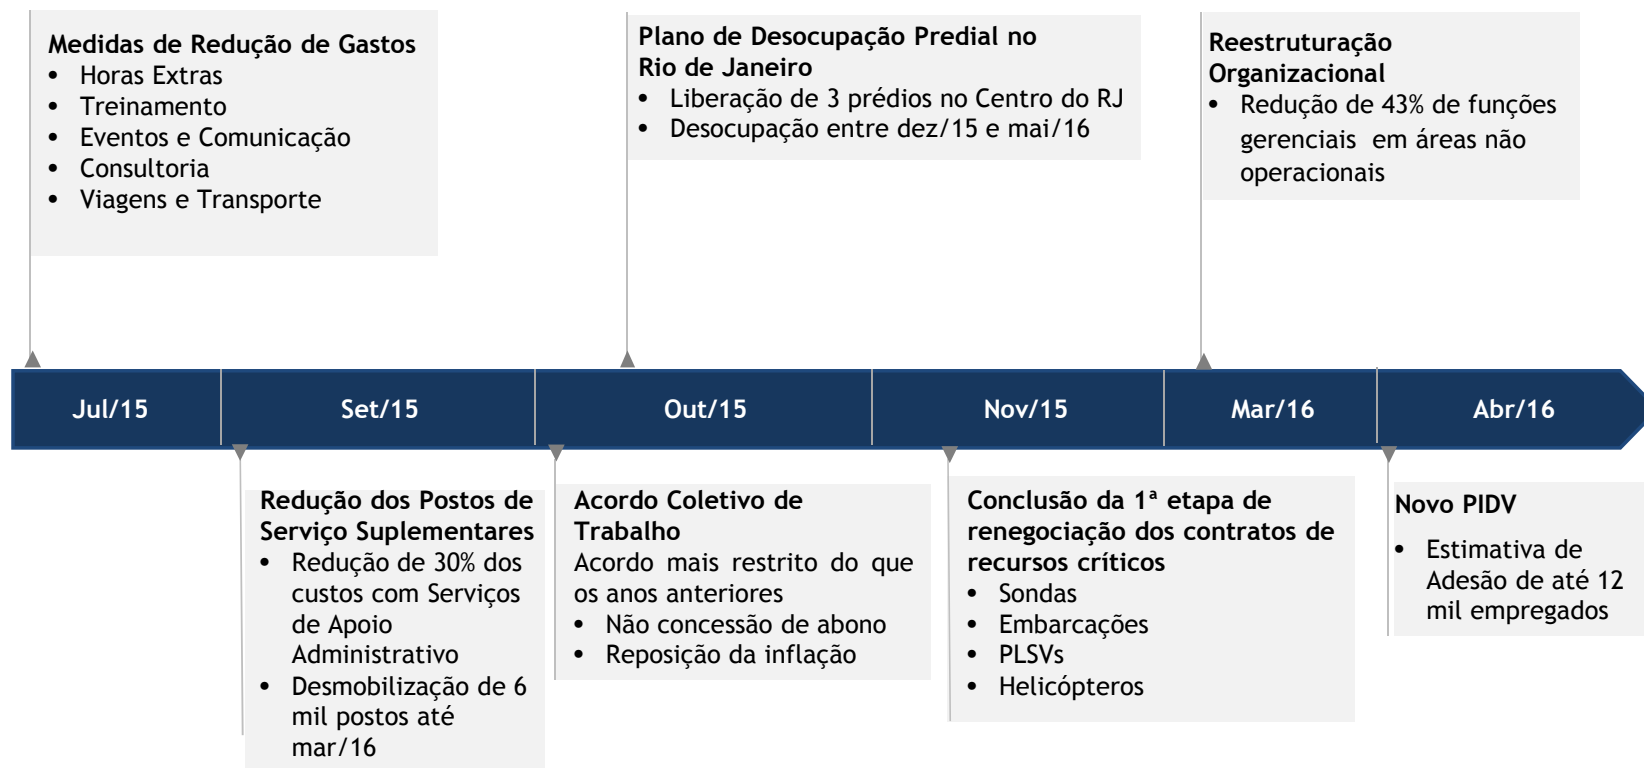 Medidas de Redução de Gastos
• Horas Extras
• Treinamento
• Eventos e Comunicação
• Consultoria
• Viagens e Transporte
Plano de Desocupação Predial no
Rio de Janeiro
• Liberação de 3 prédios no Centro do RJ
• Desocupação entre dez/15 e mai/16
Reestruturação
Organizacional
• Redução de 43% de funções
gerenciais em áreas não
operacionais
Jul/15
Set/15
Out/15
Nov/15
Mar/16
Abr/16
Redução dos Postos de
Serviço Suplementares
• Redução de 30% dos
custos com Serviços
de Apoio
Administrativo
• Desmobilização de 6
mil postos até
mar/16
Acordo Coletivo de
Trabalho
Acordo mais restrito do que
os anos anteriores
• Não concessão de abono
• Reposição da inflação
Conclusão da 1ª etapa de
renegociação dos contratos de
recursos críticos
• Sondas
• Embarcações
• PLSVs
• Helicópteros
Novo PIDV
• Estimativa de
Adesão de até 12
mil empregados